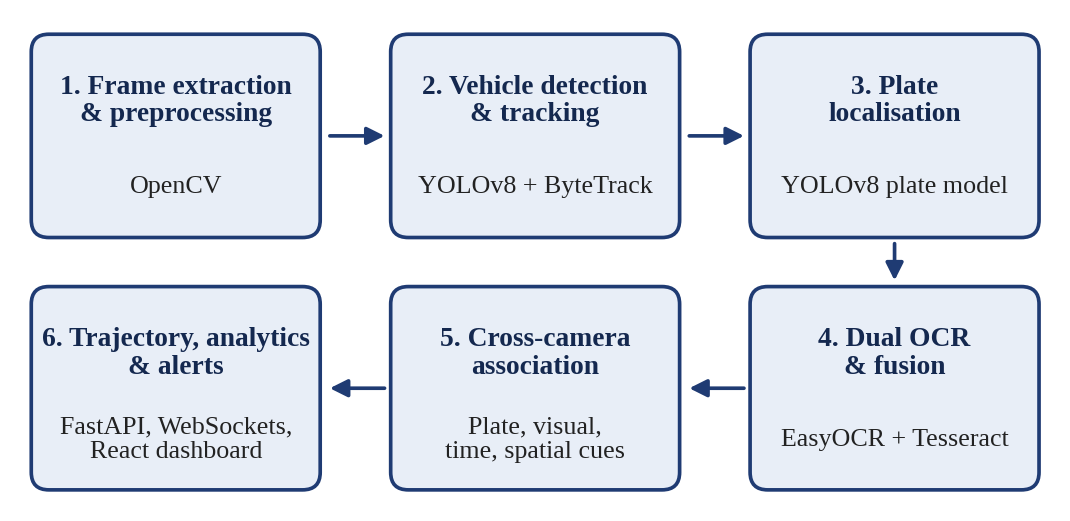 1. Frame extraction
& preprocessing
OpenCV
2. Vehicle detection
& tracking
YOLOv8 + ByteTrack
3. Plate
localisation
YOLOv8 plate model
4. Dual OCR
& fusion
EasyOCR + Tesseract
5. Cross-camera
association
Plate, visual,
time, spatial cues
6. Trajectory, analytics
& alerts
FastAPI, WebSockets,
React dashboard